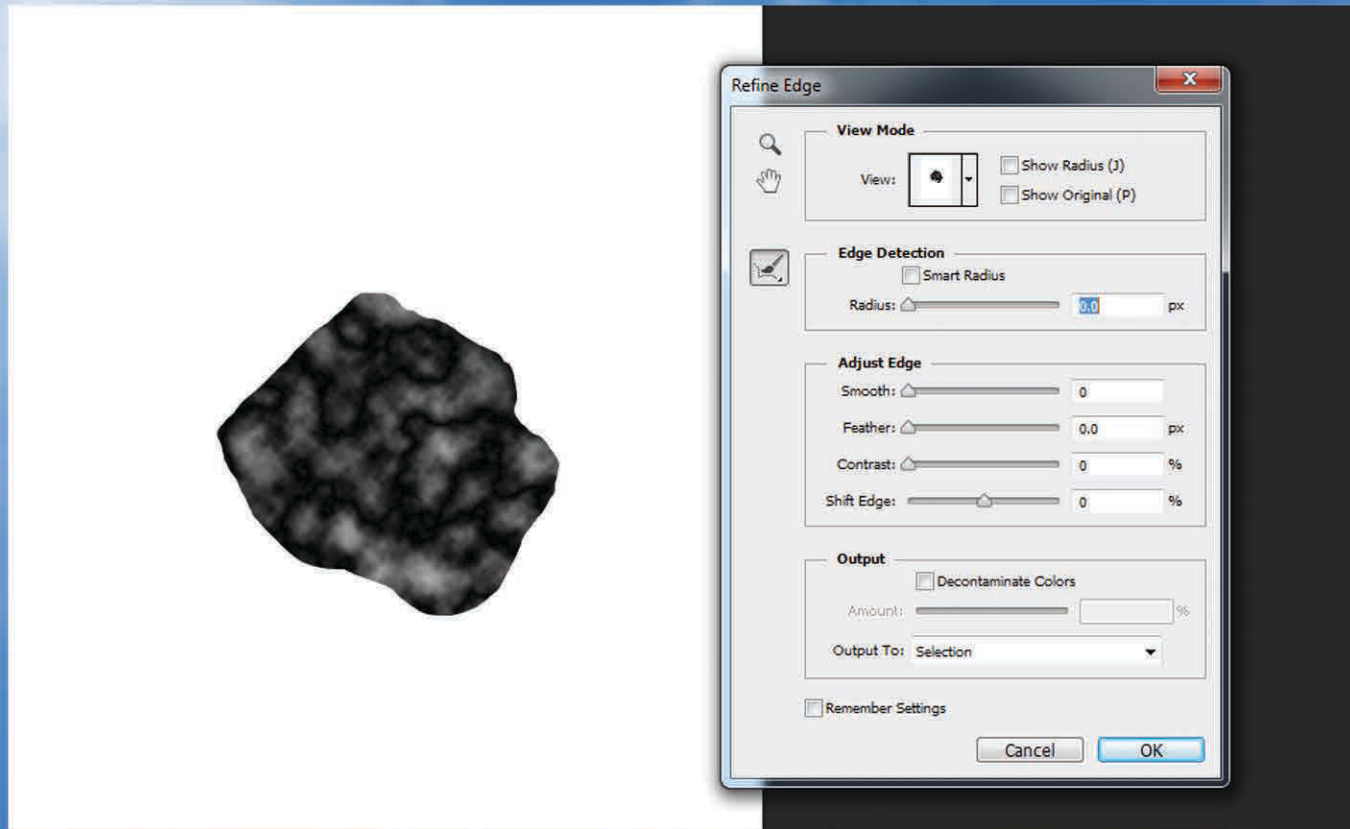 Refine Edge
View Mode
View:
Show Radius (J)
Show Original (P)
Edge Detection
Smart Radius
Radius: 0.0 px
Adjust Edge
Smooth: 0
Feather: 0.0 px
Contrast: 0 %
Shift Edge: 0 %
Output
Decontaminate Colors
Amount: %
Output To: Selection
Remember Settings
Cancel OK